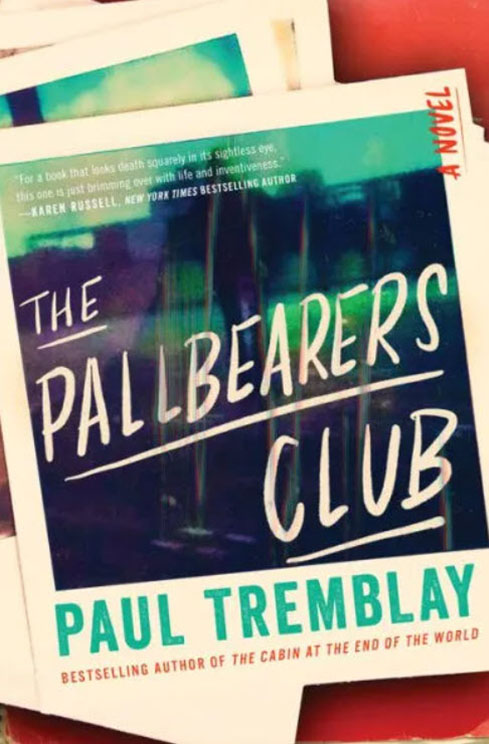 "For a book that looks death squarely in its sightless eye,
this one is just brimming over with life and inventiveness."
—KAREN RUSSELL, NEW YORK TIMES BESTSELLING AUTHOR
A NOVEL
THE
PALLBEARERS
CLUB
PAUL TREMBLAY
BESTSELLING AUTHOR OF THE CABIN AT THE END OF THE WORLD